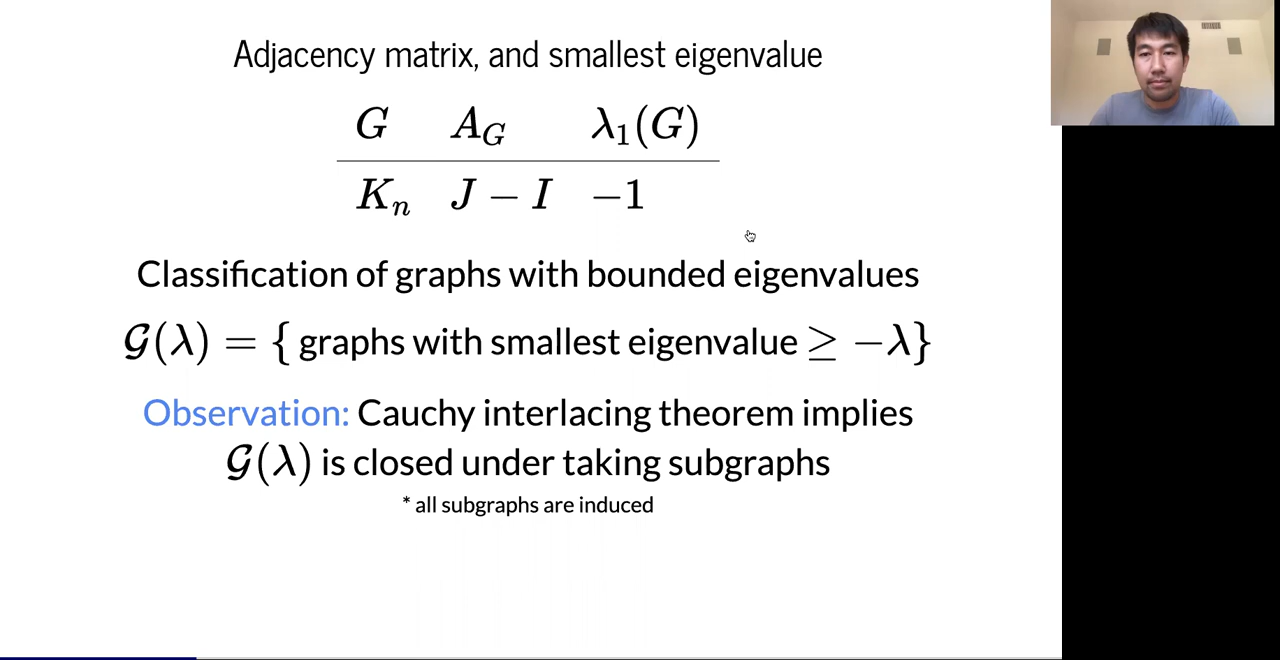 Adjacency matrix, and smallest eigenvalue
G A_G λ₁(G)
K_n J − I −1
Classification of graphs with bounded eigenvalues
𝒢(λ) = { graphs with smallest eigenvalue ≥ −λ}
Observation: Cauchy interlacing theorem implies
𝒢(λ) is closed under taking subgraphs
* all subgraphs are induced